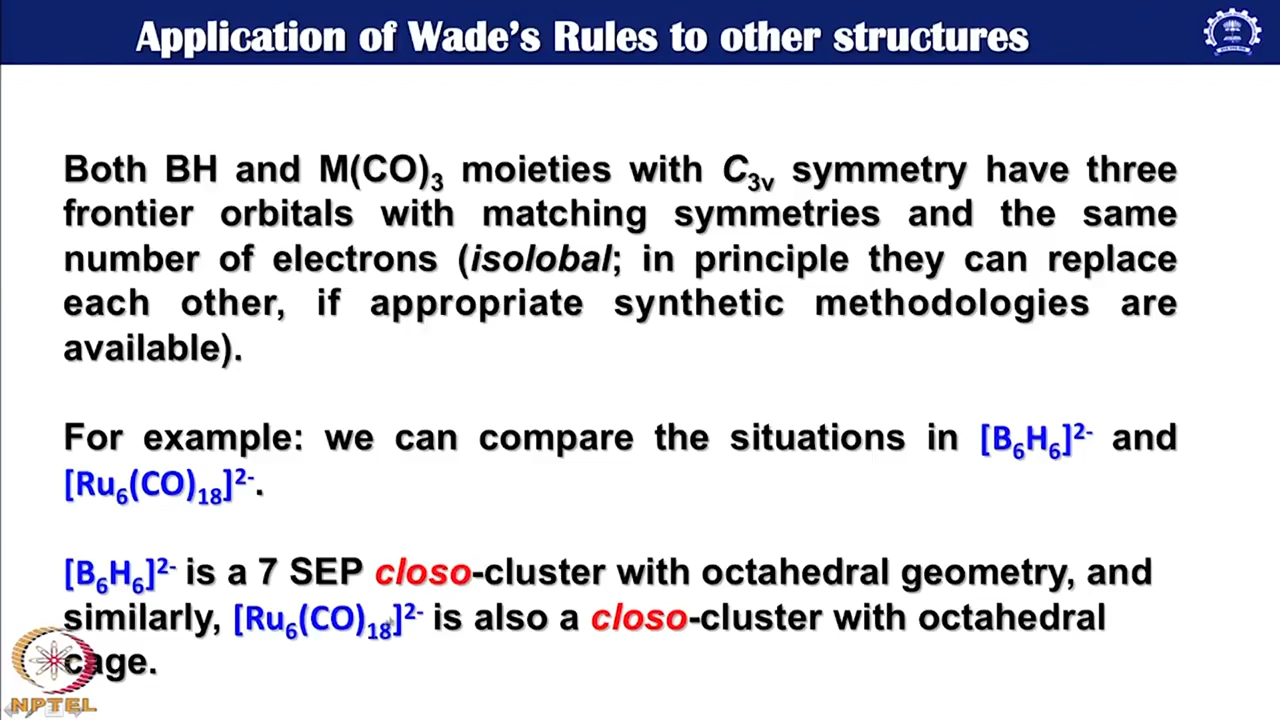 Application of Wade's Rules to other structures
Both BH and M(CO)₃ moieties with C₃ᵥ symmetry have three
frontier orbitals with matching symmetries and the same
number of electrons (isolobal; in principle they can replace
each other, if appropriate synthetic methodologies are
available).
For example: we can compare the situations in [B₆H₆]²⁻ and
[Ru₆(CO)₁₈]²⁻.
[B₆H₆]²⁻ is a 7 SEP closo-cluster with octahedral geometry, and
similarly, [Ru₆(CO)₁₈]²⁻ is also a closo-cluster with octahedral
cage.
NPTEL